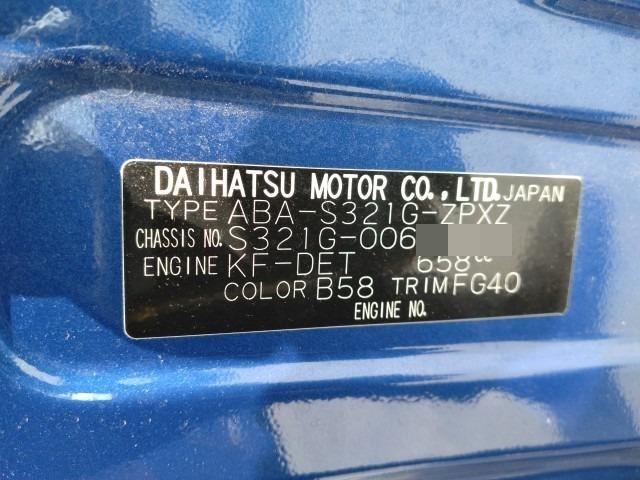 DAIHATSU MOTOR CO., LTD. JAPAN
TYPE ABA-S321G-ZPXZ
CHASSIS NO. S321G-006
ENGINE KF-DET 658cc
COLOR B58 TRIM FG40
ENGINE NO.